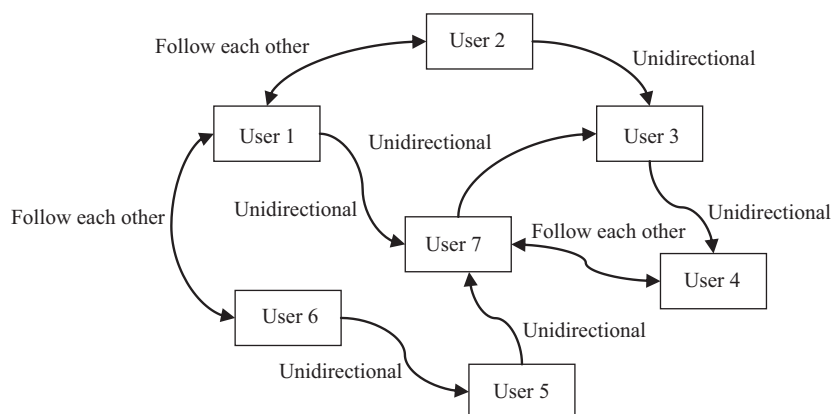 User 2
Follow each other
Unidirectional
User 1
Unidirectional
User 3
Unidirectional
Follow each other
Unidirectional
User 7
Follow each other
User 4
User 6
Unidirectional
Unidirectional
User 5